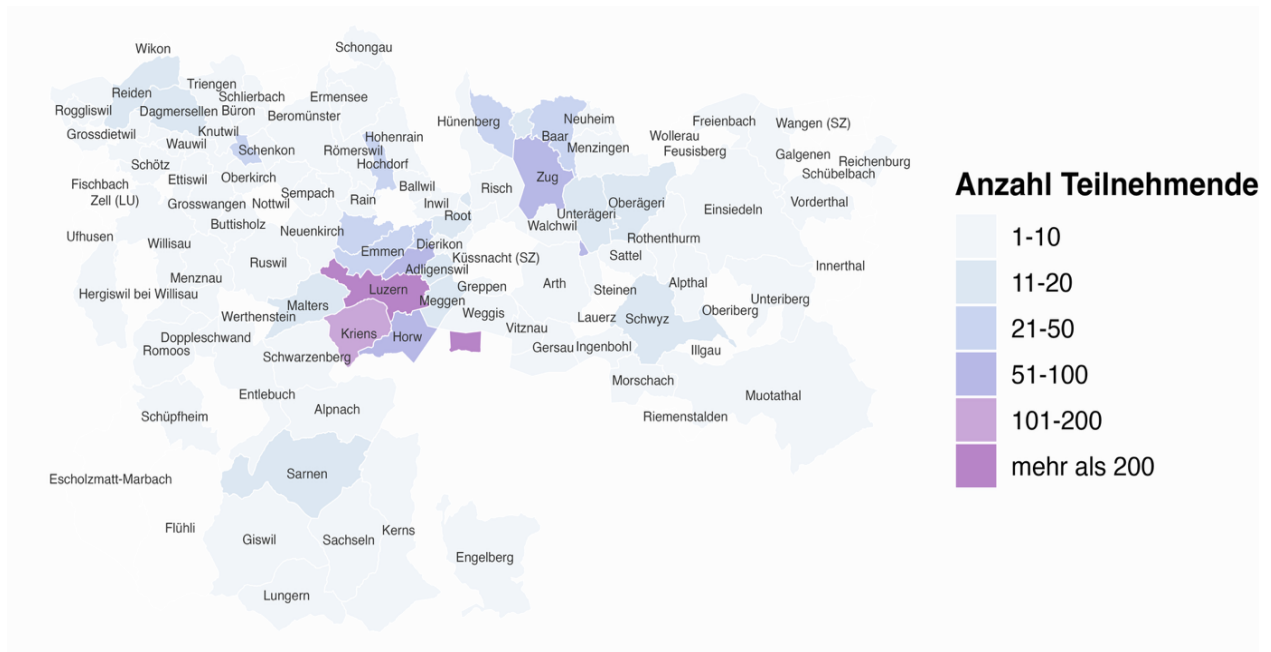 Wikon
Schongau
Triengen
Reiden
Schlierbach
Ermensee
Roggliswil
Dagmersellen
Büron
Beromünster
Grossdietwil
Knutwil
Wauwil
Hohenrain
Schenkon
Römerswil
Schötz
Hochdorf
Ettiswil
Oberkirch
Fischbach
Zell (LU)
Sempach
Ballwil
Grosswangen
Nottwil
Rain
Inwil
Root
Buttisholz
Neuenkirch
Ufhusen
Willisau
Emmen
Dierikon
Ruswil
Adligenswil
Küssnacht (SZ)
Menznau
Hergiswil bei Willisau
Luzern
Greppen
Meggen
Malters
Werthenstein
Weggis
Doppleschwand
Romoos
Kriens
Horw
Vitznau
Schwarzenberg
Gersau
Ingenbohl
Entlebuch
Alpnach
Schüpfheim
Escholzmatt-Marbach
Sarnen
Flühli
Giswil
Sachseln
Kerns
Engelberg
Lungern
Hünenberg
Neuheim
Baar
Menzingen
Zug
Risch
Walchwil
Unterägeri
Oberägeri
Freienbach
Wangen (SZ)
Wollerau
Feusisberg
Galgenen
Reichenburg
Schübelbach
Vorderthal
Einsiedeln
Rothenthurm
Sattel
Innerthal
Arth
Steinen
Alpthal
Unteriberg
Oberiberg
Lauerz
Schwyz
Illgau
Morschach
Muotathal
Riemenstalden
Anzahl Teilnehmende
1-10
11-20
21-50
51-100
101-200
mehr als 200